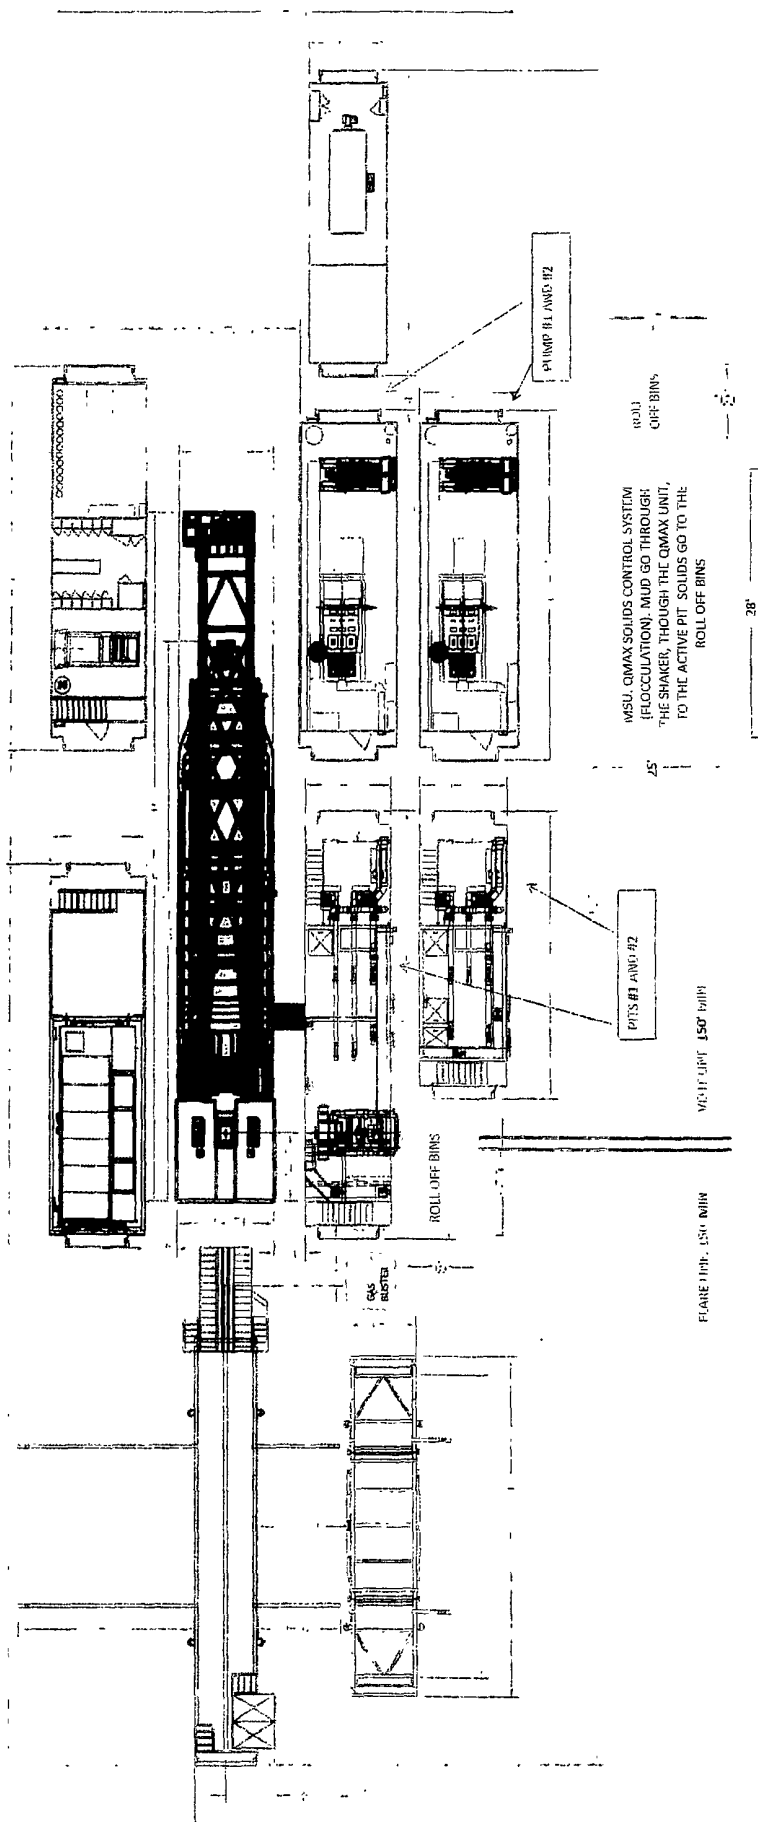 PUMP #1 AND #2
ROLL
OFF BINS
MSU. QMAX SOLIDS CONTROL SYSTEM
(FLOCCULATION). MUD GO THROUGH
THE SHAKER, THOUGH THE QMAX UNIT,
TO THE ACTIVE PIT SOLIDS GO TO THE
ROLL OFF BINS
28'
25'
PITS #1 AND #2
150' MIN
ROLL OFF BINS
FLARE LINE 150' MIN
GAS
BUSTER